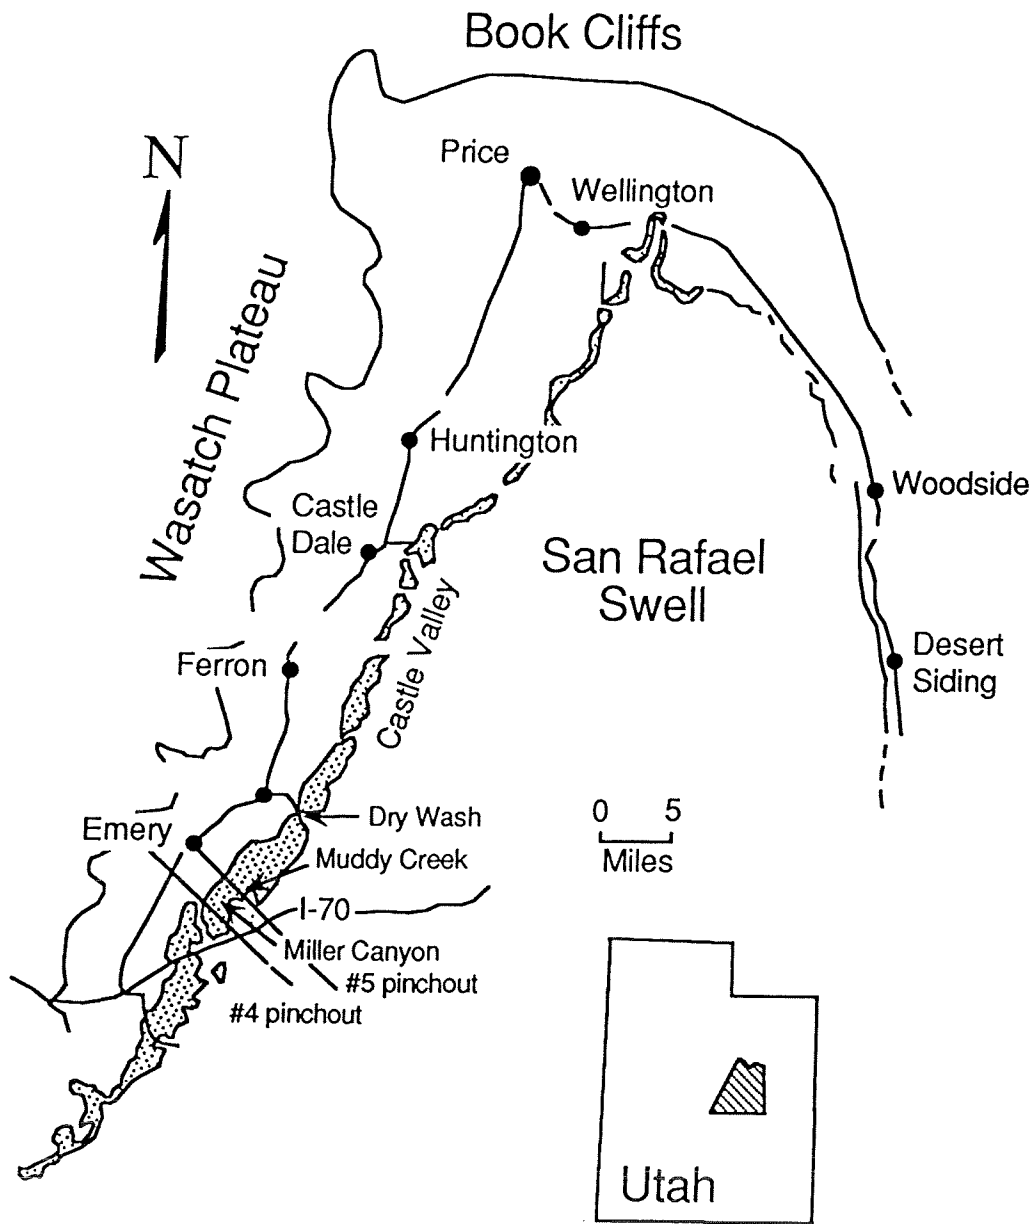 Book Cliffs
N
Price
Wellington
Wasatch Plateau
Huntington
Castle
Dale
Woodside
San Rafael
Swell
Castle Valley
Ferron
Desert
Siding
0 5
Miles
Dry Wash
Emery
Muddy Creek
I-70
Miller Canyon
#5 pinchout
#4 pinchout
Utah